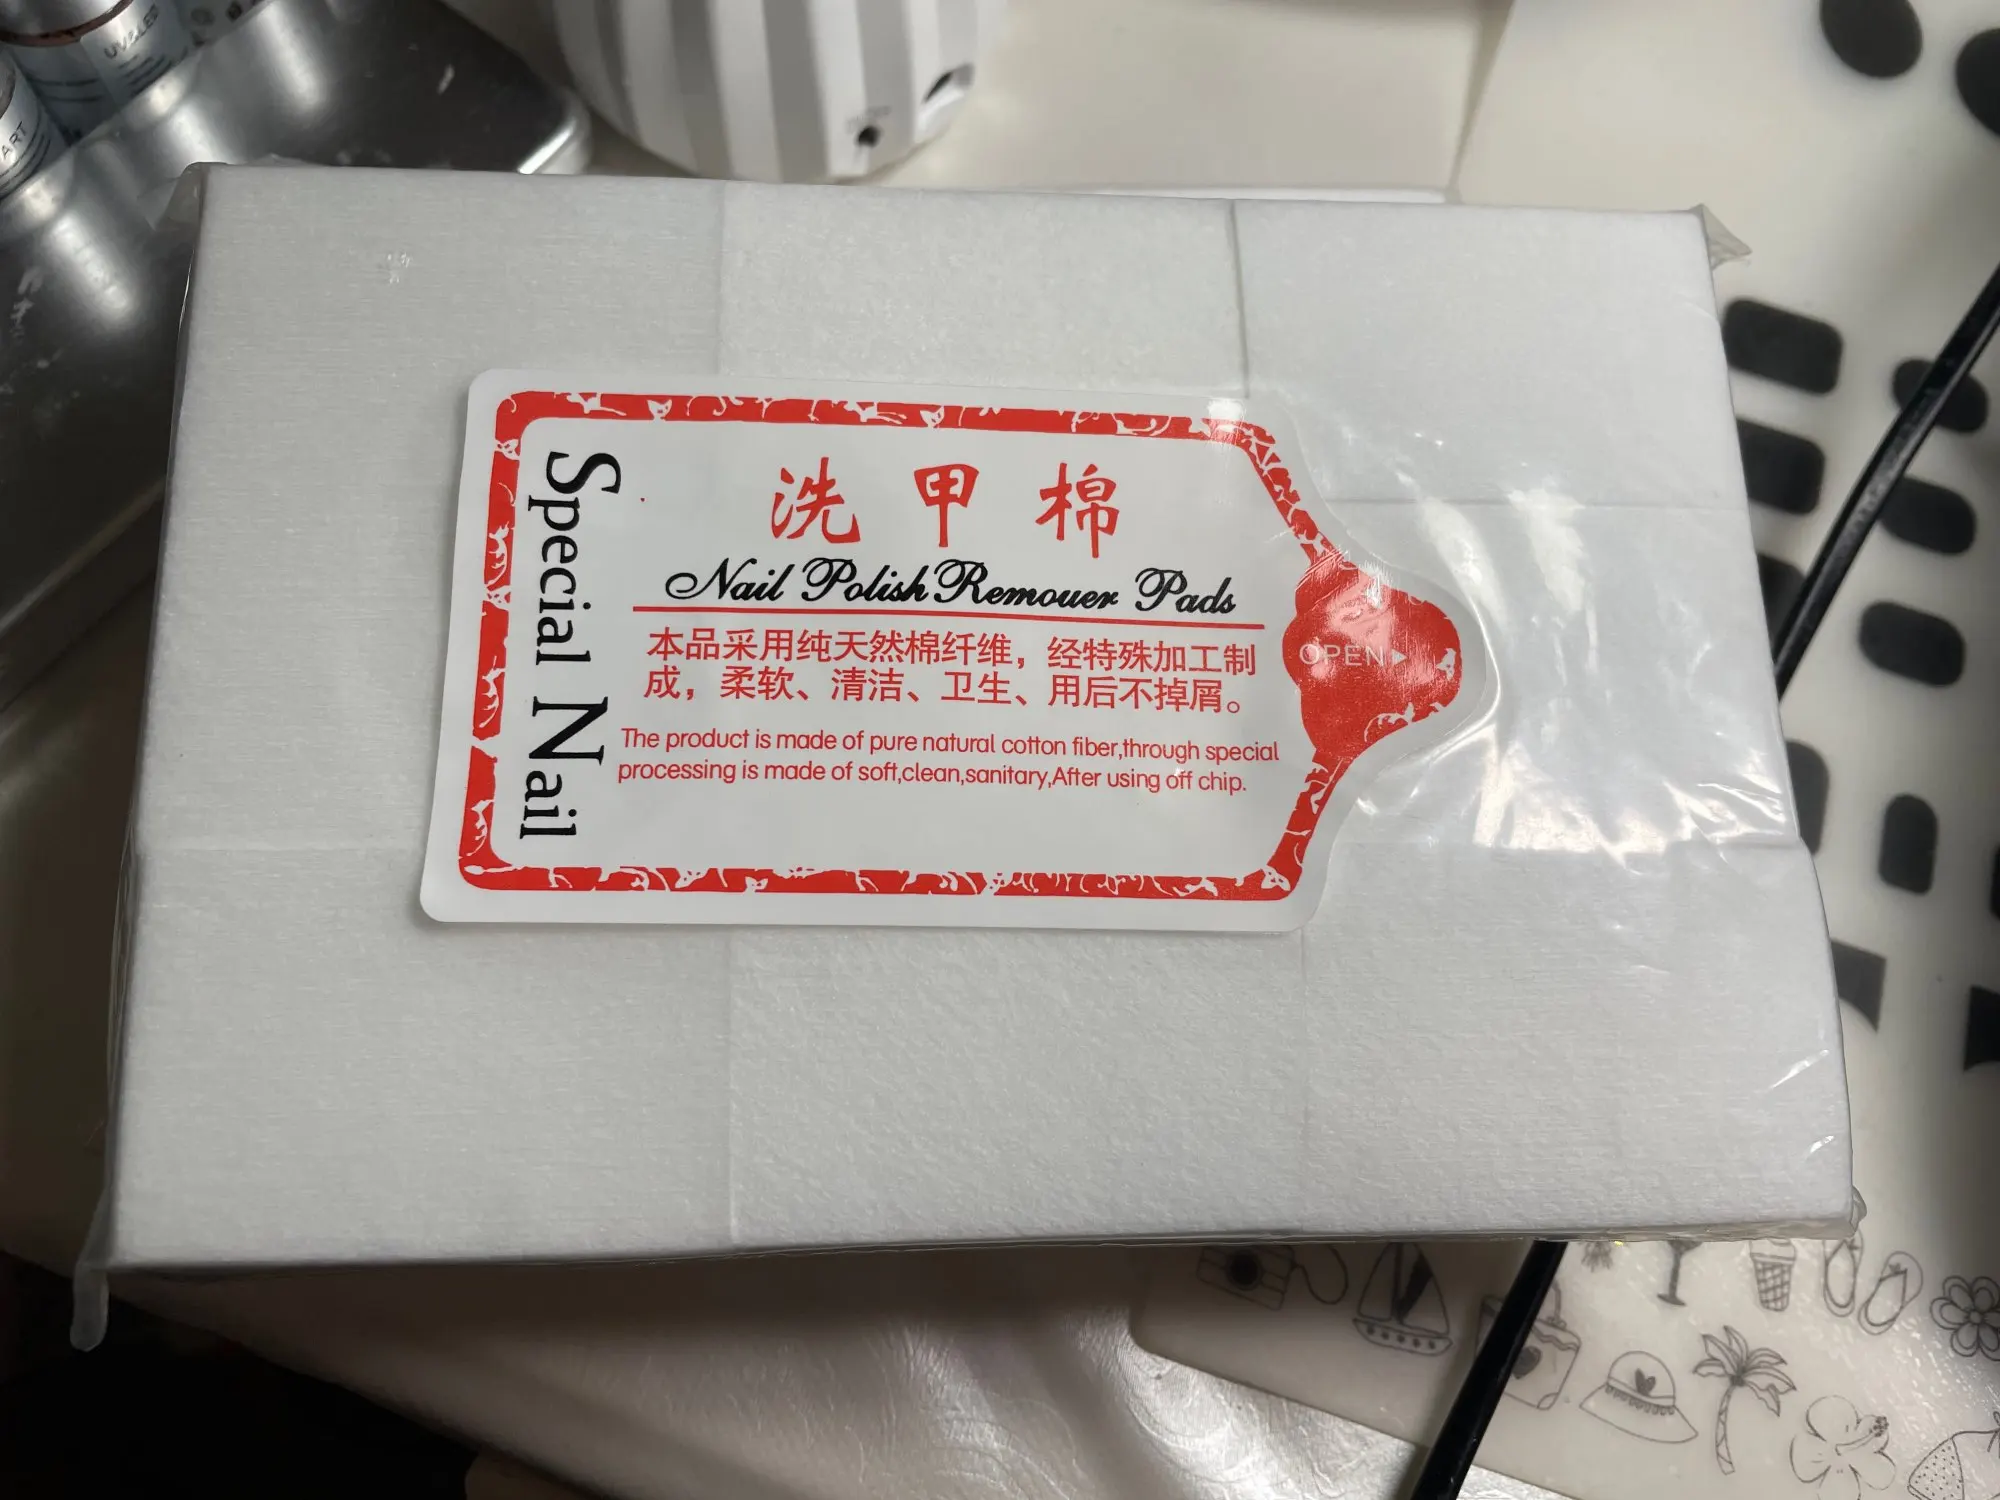 UV&LED
ART
Special Nail
洗甲棉
Nail Polish Remouer Pads
本品采用纯天然棉纤维，经特殊加工制
成，柔软、清洁、卫生、用后不掉屑。
The product is made of pure natural cotton fiber,through special
processing is made of soft,clean,sanitary,After using off chip.
OPEN